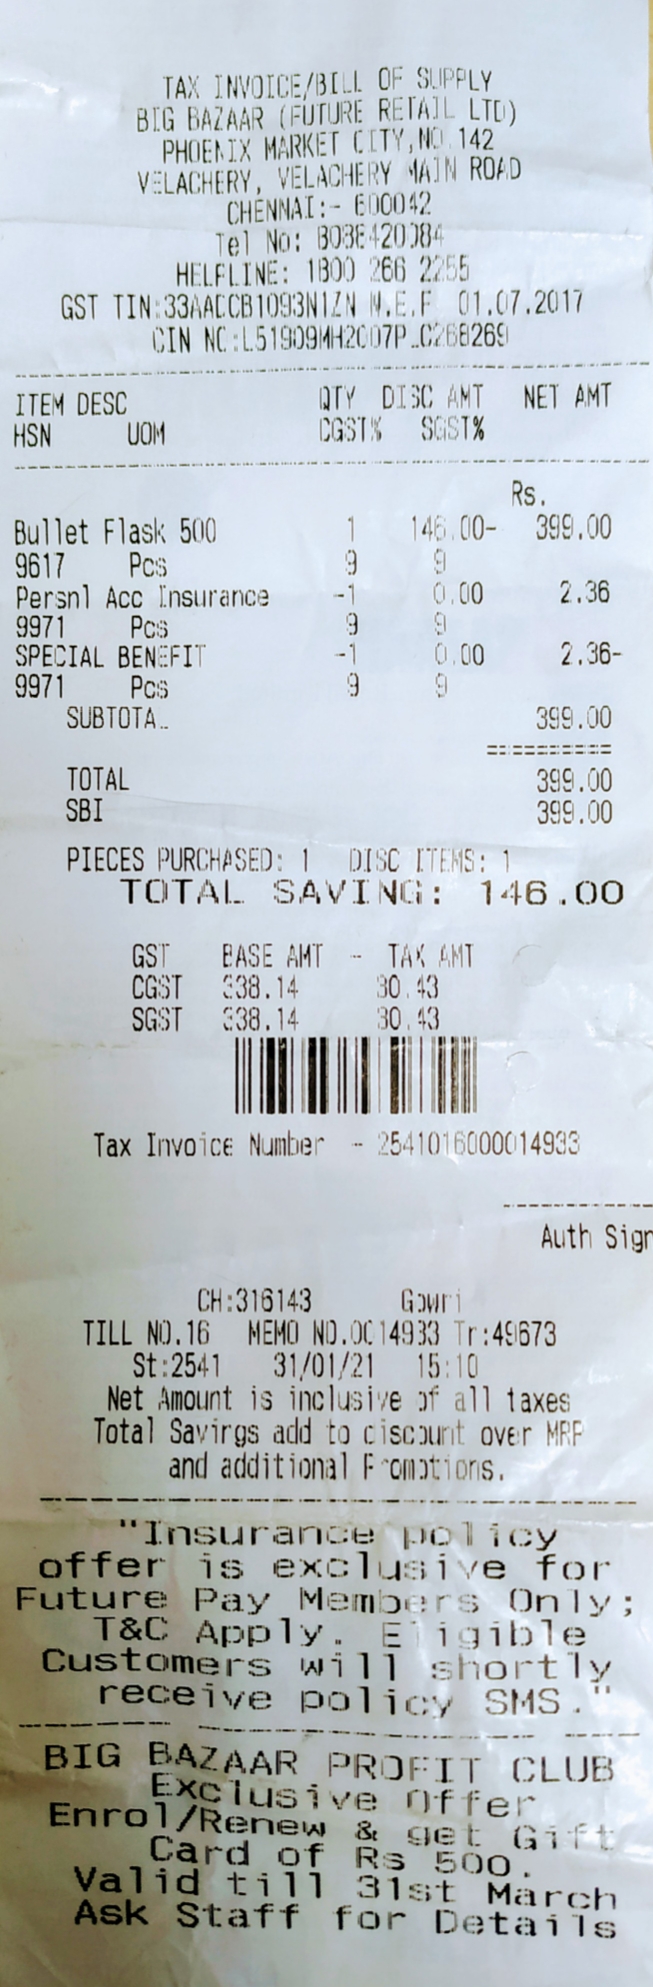 TAX INVOICE/BILL OF SUPPLY
BIG BAZAAR (FUTURE RETAIL LTD)
PHOENIX MARKET CITY,NO 142
VELACHERY, VELACHERY MAIN ROAD
CHENNAI:- 600042
Tel No:
HELPLINE: 1800 266 2255
GST TIN:33AADCB1093N1ZN W.E.F 01.07.2017
CIN NO:
ITEM DESC QTY DISC AMT NET AMT
HSN UOM CGST% SGST%
Rs.
Bullet Flask 500 1 146.00- 399.00
9617 Pcs 9 9
Persnl Acc Insurance -1 0.00 2.36
9971 Pcs 9 9
SPECIAL BENEFIT -1 0.00 2.36-
9971 Pcs 9 9
SUBTOTAL 399.00
==========
TOTAL 399.00
SBI 399.00
PIECES PURCHASED: 1 DISC ITEMS: 1
TOTAL SAVING: 146.00
GST BASE AMT - TAX AMT
CGST 338.14 30.43
SGST 338.14 30.43
Tax Invoice Number - 2541016000014933
Auth Sign
CH:316143 Gowri
TILL NO.16 MEMO NO.0014933 Tr:49673
St:2541 31/01/21 15:10
Net Amount is inclusive of all taxes
Total Savings add to discount over MRP
and additional Promotions.
"Insurance policy
offer is exclusive for
Future Pay Members Only;
T&C Apply. Eligible
Customers will shortly
receive policy SMS."
BIG BAZAAR PROFIT CLUB
Exclusive Offer
Enrol/Renew & get Gift
Card of Rs 500.
Valid till 31st March
Ask Staff for Details